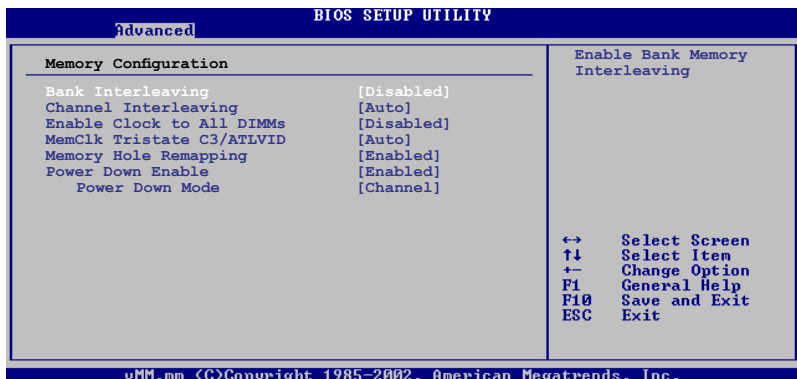 BIOS SETUP UTILITY
Advanced
Memory Configuration
Bank Interleaving [Disabled]
Channel Interleaving [Auto]
Enable Clock to All DIMMs [Disabled]
MemClk Tristate C3/ATLVID [Auto]
Memory Hole Remapping [Enabled]
Power Down Enable [Enabled]
Power Down Mode [Channel]
Enable Bank Memory
Interleaving
←→ Select Screen
↑↓ Select Item
+- Change Option
F1 General Help
F10 Save and Exit
ESC Exit
vMM.mm (C)Copyright 1985-2002, American Megatrends, Inc.